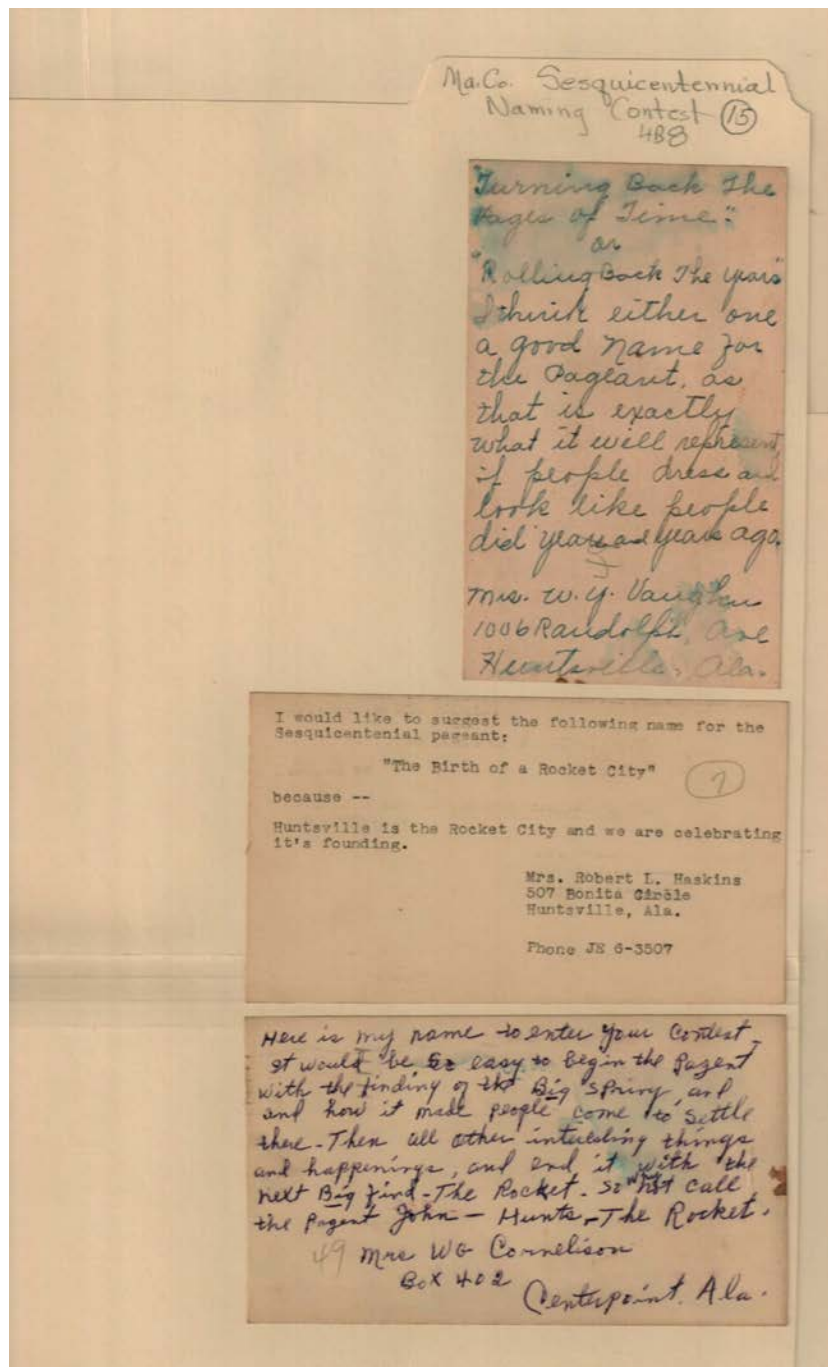 Ma. Co. Sesquicentennial
Naming Contest 15
4B8
"Turning Back The
Pages of Time."
or
"Rolling Back The years"
I think either one
a good name for
the Pageant, as
that is exactly
what it will represent,
if people dress and
look like people
did years and years ago.
Mrs. W. Y. Vaughn
1006 Randolph, Ave
Huntsville, Ala.
I would like to suggest the following name for the
Sesquicentenial pageant:
"The Birth of a Rocket City"
7
because --
Huntsville is the Rocket City and we are celebrating
it's founding.
Mrs. Robert L. Haskins
507 Bonita Circle
Huntsville, Ala.
Phone JE 6-3507
Here is my name to enter your Contest.
It would be so easy to begin the Pagent
with the finding of the Big Spring, and
and how it made people come to settle
there - Then all other interesting things
and happenings, and end it with the
next Big find - The Rocket. So why not call
the Pagent John - Hunts - The Rocket.
49 Mrs WG Cornelison
Box 402
Centerpoint, Ala.